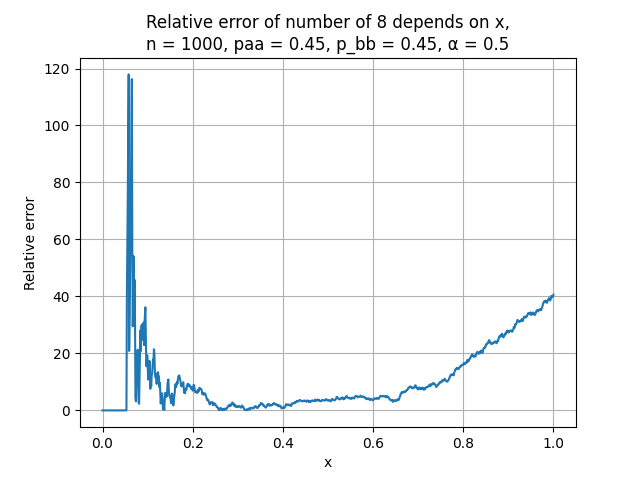 Relative error of number of 8 depends on x,
n = 1000, paa = 0.45, p_bb = 0.45, α = 0.5
120
100
80
60
40
20
0
Relative error
0.0 0.2 0.4 0.6 0.8 1.0
x